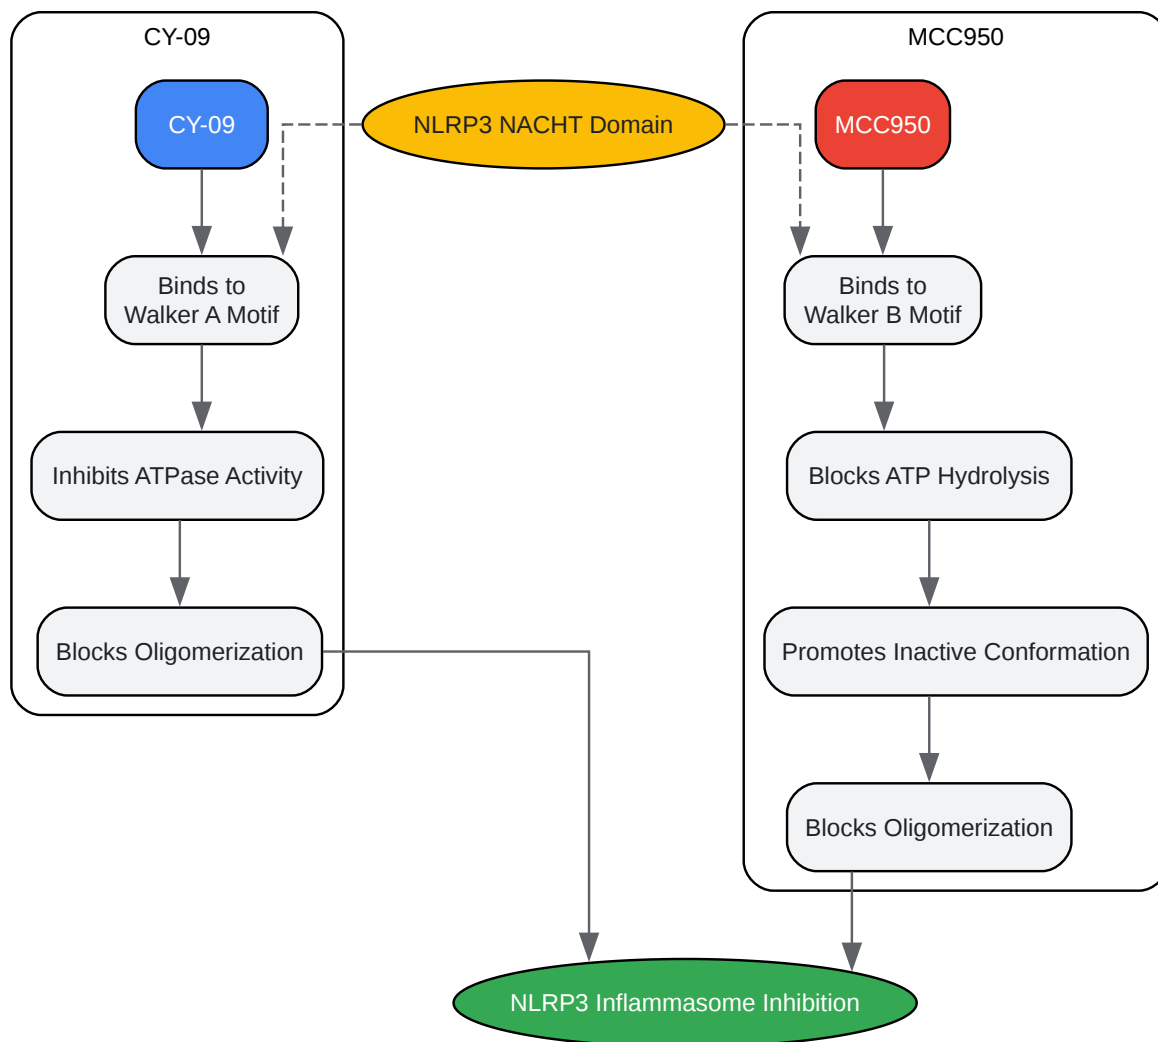 CY-09
MCC950
CY-09
NLRP3 NACHT Domain
MCC950
Binds to
Walker A Motif
Binds to
Walker B Motif
Inhibits ATPase Activity
Blocks ATP Hydrolysis
Blocks Oligomerization
Promotes Inactive Conformation
Blocks Oligomerization
NLRP3 Inflammasome Inhibition